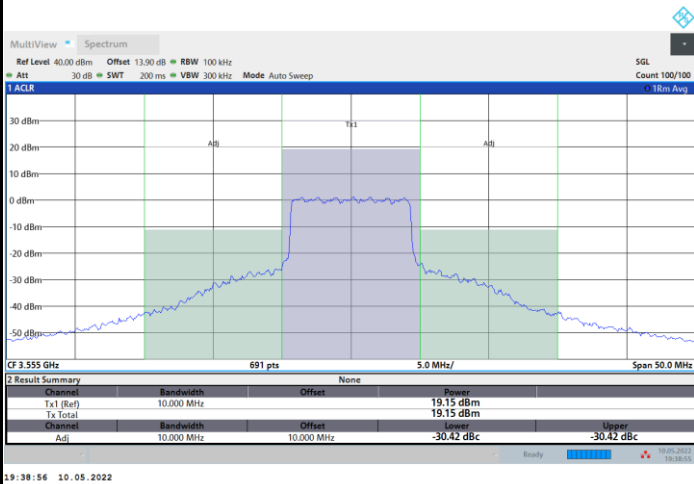 MultiView Spectrum
Ref Level 40.00 dBm Offset 13.90 dB RBW 100 kHz SGL
Att 30 dB SWT 200 ms VBW 300 kHz Mode Auto Sweep Count 100/100
1 ACLR 1Rm Avg
30 dBm
Tx1
20 dBm Adj Adj
10 dBm
0 dBm
-10 dBm
-20 dBm
-30 dBm
-40 dBm
-50 dBm
CF 3.555 GHz 691 pts 5.0 MHz/ Span 50.0 MHz
2 Result Summary None
Channel Bandwidth Offset Power
Tx1 (Ref) 10.000 MHz 19.15 dBm
Tx Total 19.15 dBm
Channel Bandwidth Offset Lower Upper
Adj 10.000 MHz 10.000 MHz -30.42 dBc -30.42 dBc
Ready 10.05.2022
19:38:55
19:38:56 10.05.2022